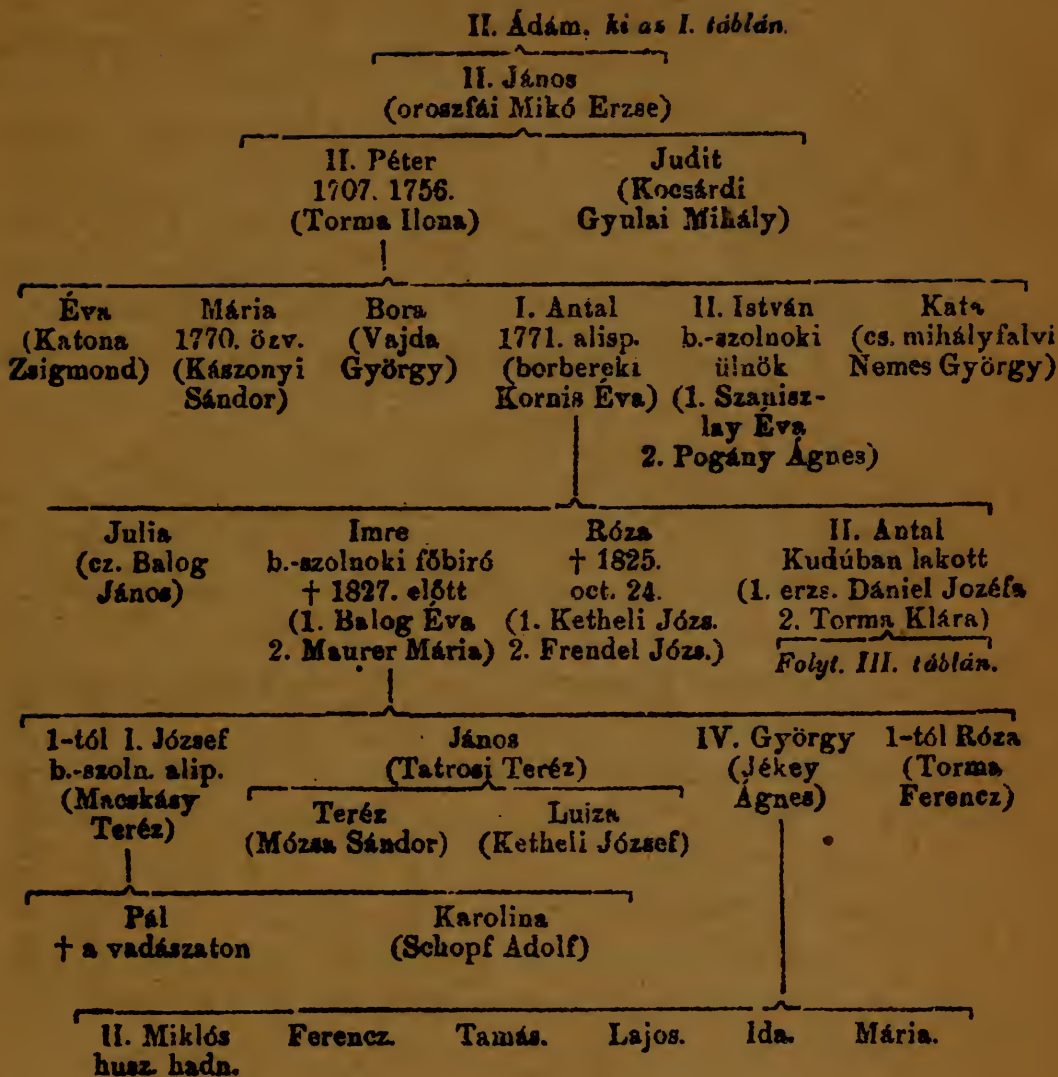 II. Ádám, ki az I. táblán.
II. János
(oroszfái Mikó Erzse)
II. Péter
1707. 1756.
(Torma Ilona)
Judit
(Kocsárdi
Gyulai Mihály)
Éva
(Katona
Zsigmond)
Mária
1770. özv.
(Kászonyi
Sándor)
Bora
(Vajda
György)
I. Antal
1771. alisp.
(borbereki
Kornis Éva)
II. István
b.-szolnoki
ülnök
(1. Szanisz-
lay Éva
2. Pogány Ágnes)
Kata
(cs. mihályfalvi
Nemes György)
Julia
(cz. Balog
János)
Imre
b.-szolnoki főbiró
† 1827. előtt
(1. Balog Éva
2. Maurer Mária)
Róza
† 1825.
oct. 24.
(1. Ketheli Józs.
2. Frendel Józs.)
II. Antal
Kudúban lakott
(1. erzs. Dániel Jozéfa
2. Torma Klára)
Folyt. III. táblán.
1-tól I. József
b.-szoln. alip.
(Macskásy
Teréz)
János
(Tatrosi Teréz)
IV. György
(Jékey
Ágnes)
1-tól Róza
(Torma
Ferencz)
Teréz
(Mózsa Sándor)
Luiza
(Ketheli József)
Pál
† a vadászaton
Karolina
(Schopf Adolf)
II. Miklós
husz. hadn.
Ferencz.
Tamás.
Lajos.
Ida.
Mária.